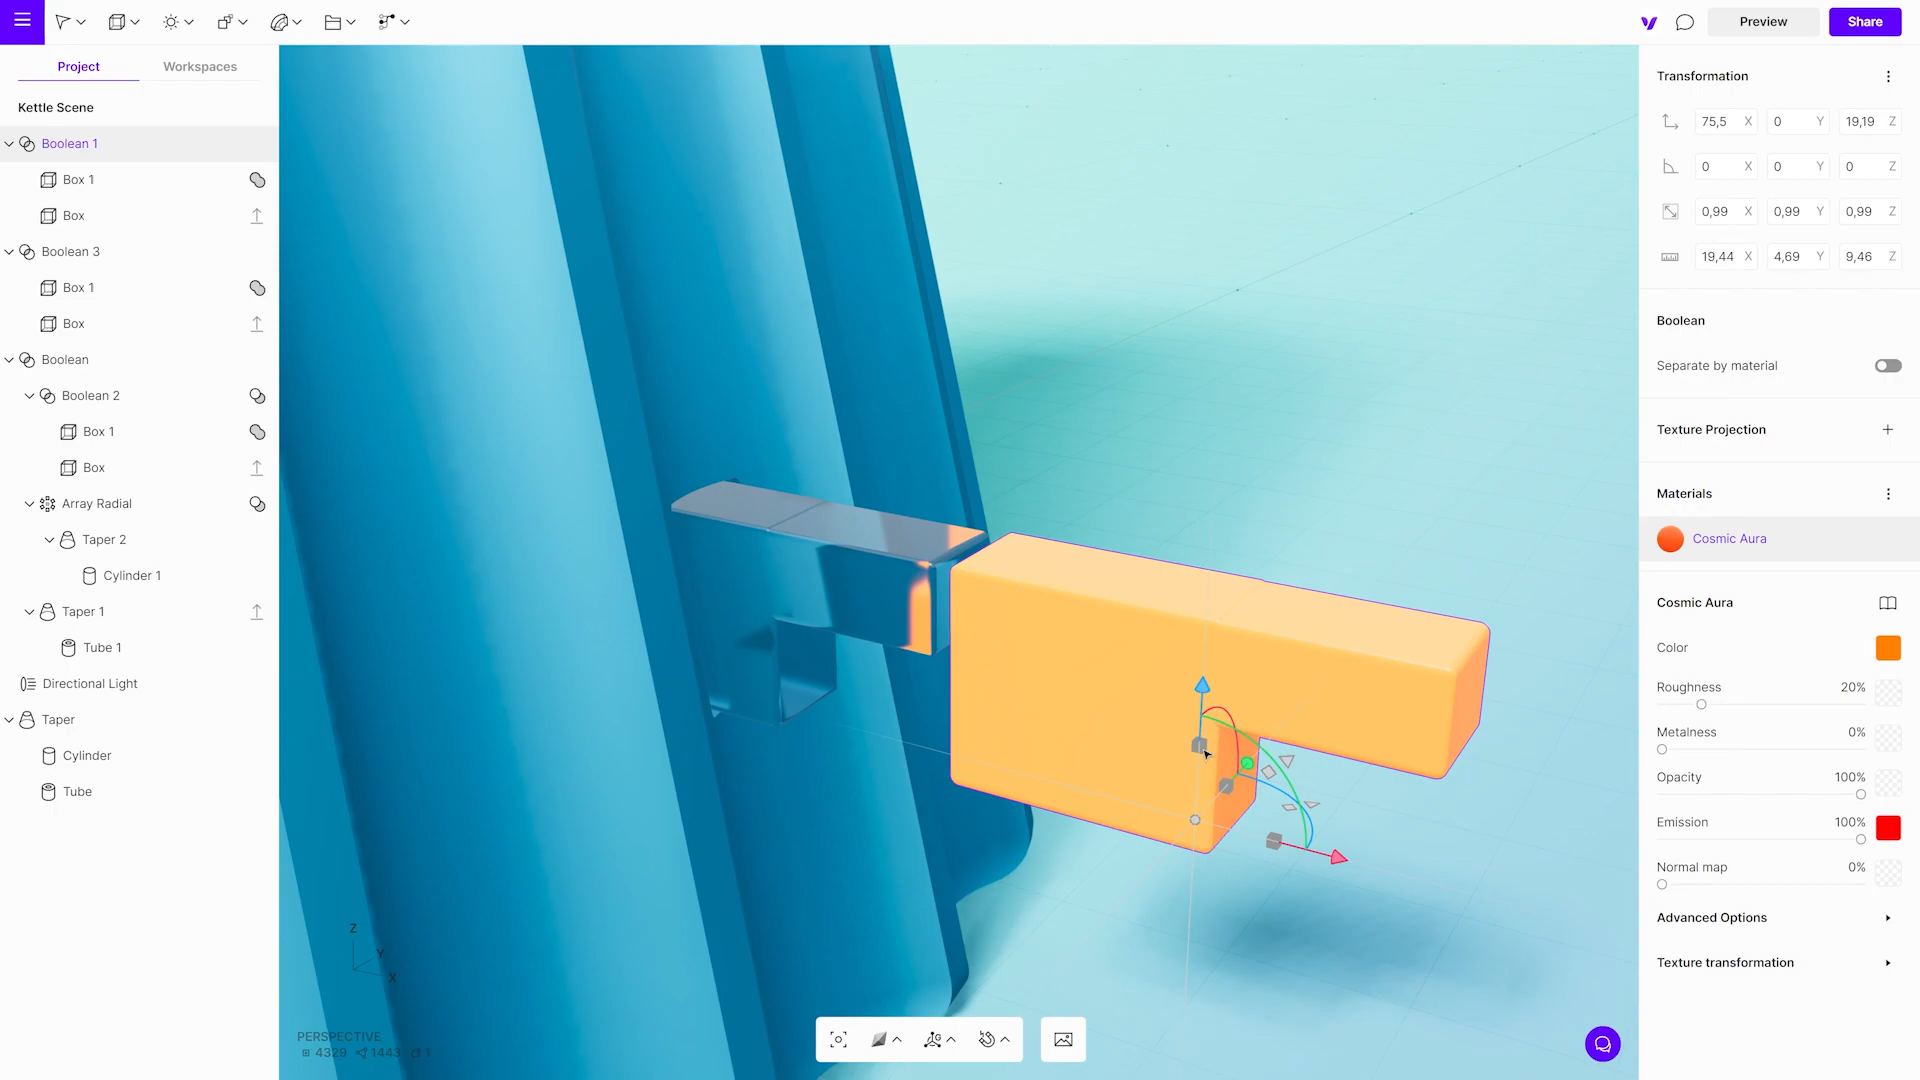 Preview
Share
Project
Workspaces
Kettle Scene
Boolean 1
Box 1
Box
Boolean 3
Box 1
Box
Boolean
Boolean 2
Box 1
Box
Array Radial
Taper 2
Cylinder 1
Taper 1
Tube 1
Directional Light
Taper
Cylinder
Tube
Z
Y
X
PERSPECTIVE
4329 1443 1
Transformation
75,5 X 0 Y 19,19 Z
0 X 0 Y 0 Z
0,99 X 0,99 Y 0,99 Z
19,44 X 4,69 Y 9,46 Z
Boolean
Separate by material
Texture Projection
Materials
Cosmic Aura
Cosmic Aura
Color
Roughness 20%
Metalness 0%
Opacity 100%
Emission 100%
Normal map 0%
Advanced Options
Texture transformation